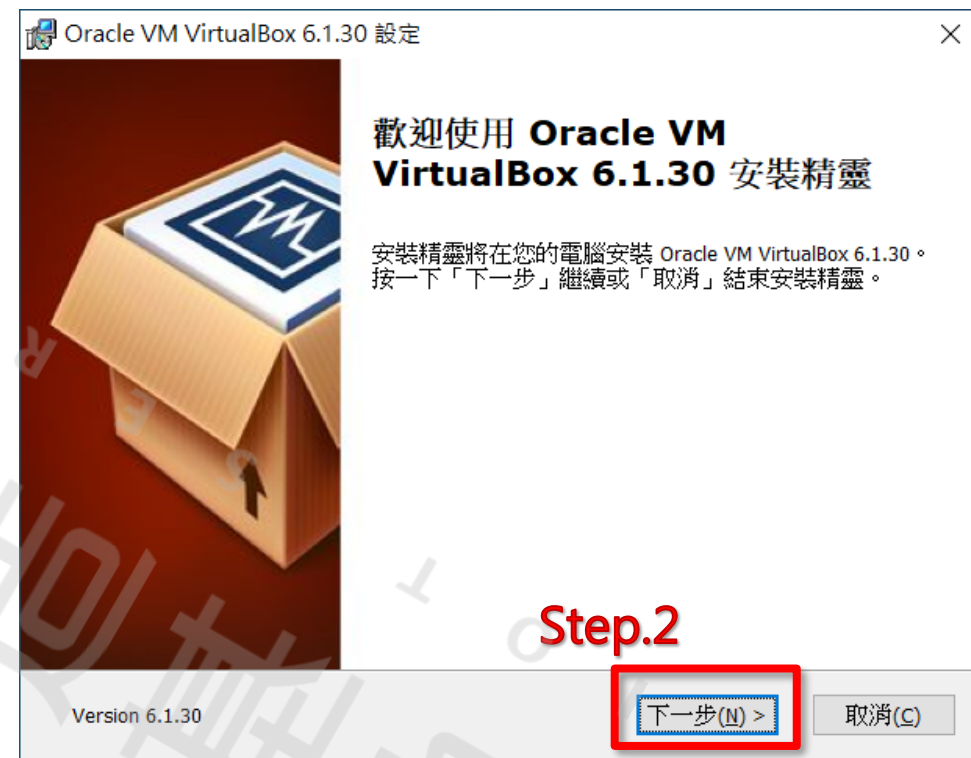 Oracle VM VirtualBox 6.1.30 設定
歡迎使用 Oracle VM
VirtualBox 6.1.30 安裝精靈
安裝精靈將在您的電腦安裝 Oracle VM VirtualBox 6.1.30。
按一下「下一步」繼續或「取消」結束安裝精靈。
Step.2
Version 6.1.30
下一步(N) >
取消(C)